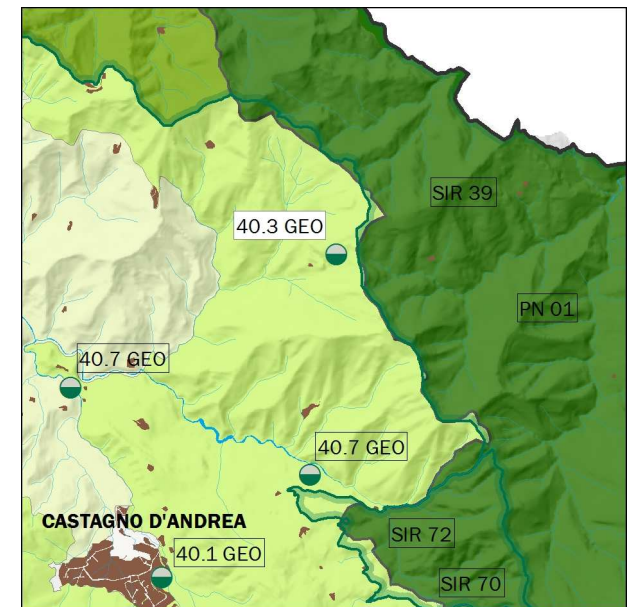 SIR 39
40.3 GEO
PN 01
40.7 GEO
40.7 GEO
CASTAGNO D'ANDREA
SIR 72
40.1 GEO
SIR 70